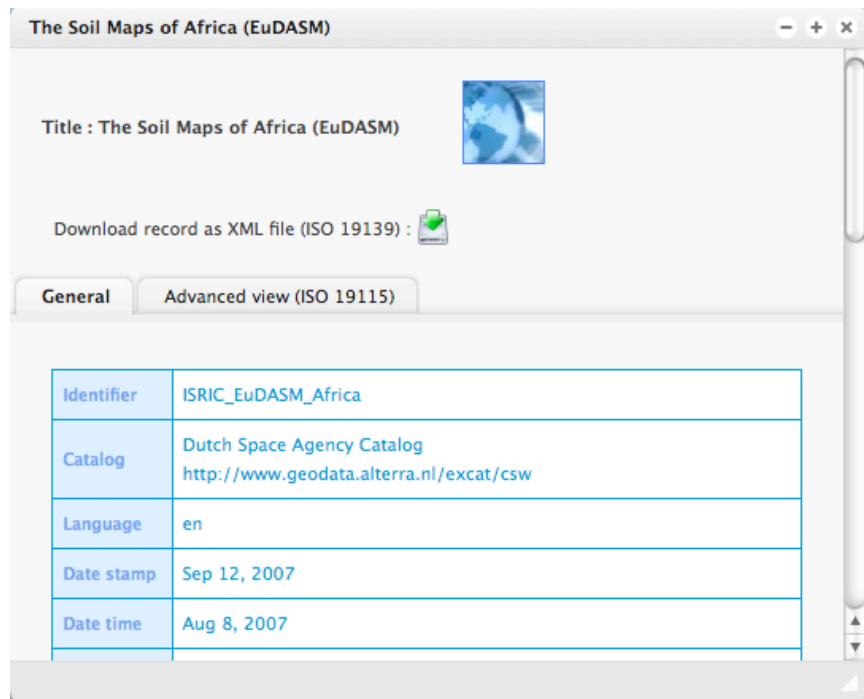 The Soil Maps of Africa (EuDASM)
Title : The Soil Maps of Africa (EuDASM)
Download record as XML file (ISO 19139) :
General
Advanced view (ISO 19115)
Identifier
ISRIC_EuDASM_Africa
Catalog
Dutch Space Agency Catalog
http://www.geodata.alterra.nl/excat/csw
Language
en
Date stamp
Sep 12, 2007
Date time
Aug 8, 2007